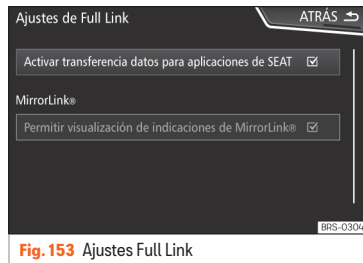 Ajustes de Full Link
ATRÁS
Activar transferencia datos para aplicaciones de SEAT
MirrorLink®
Permitir visualización de indicaciones de MirrorLink®
BRS-0304
Fig. 153 Ajustes Full Link